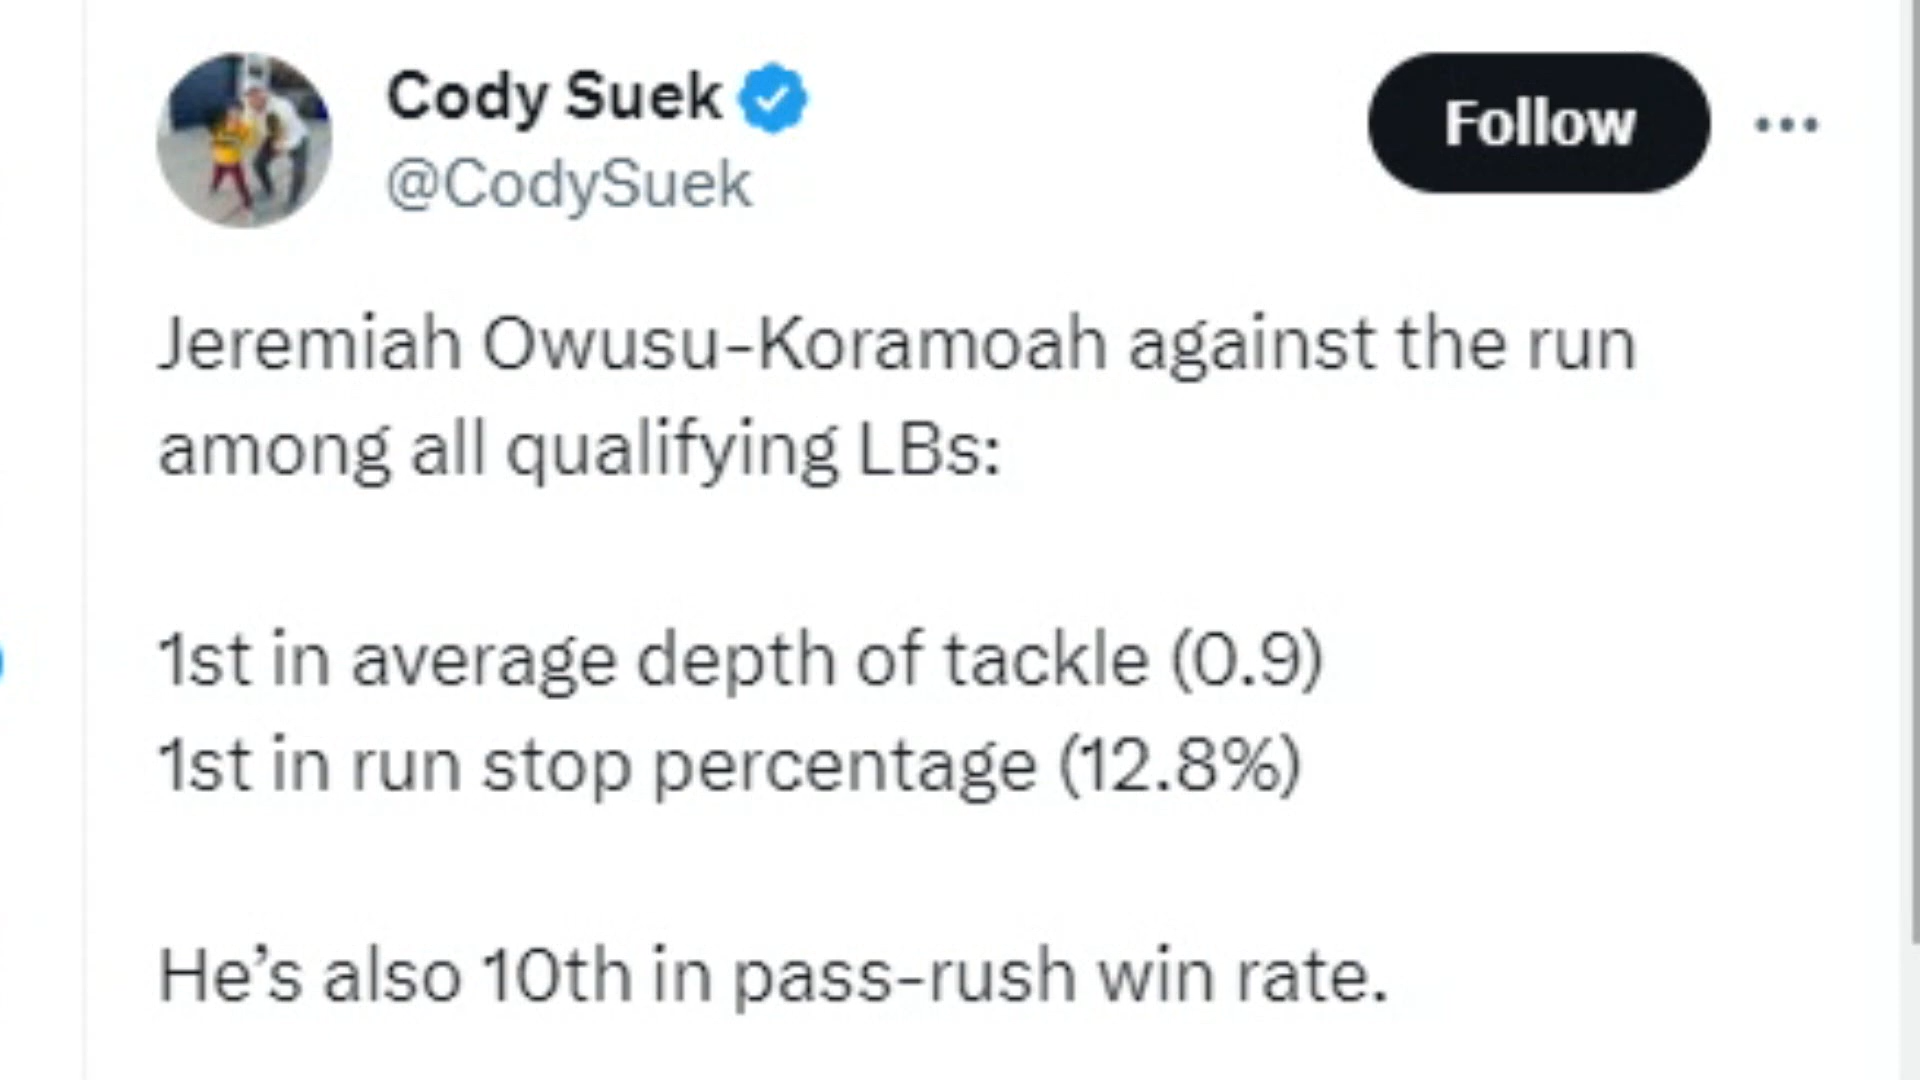 Cody Suek
@CodySuek
Follow
Jeremiah Owusu-Koramoah against the run
among all qualifying LBs:
1st in average depth of tackle (0.9)
1st in run stop percentage (12.8%)
He’s also 10th in pass-rush win rate.